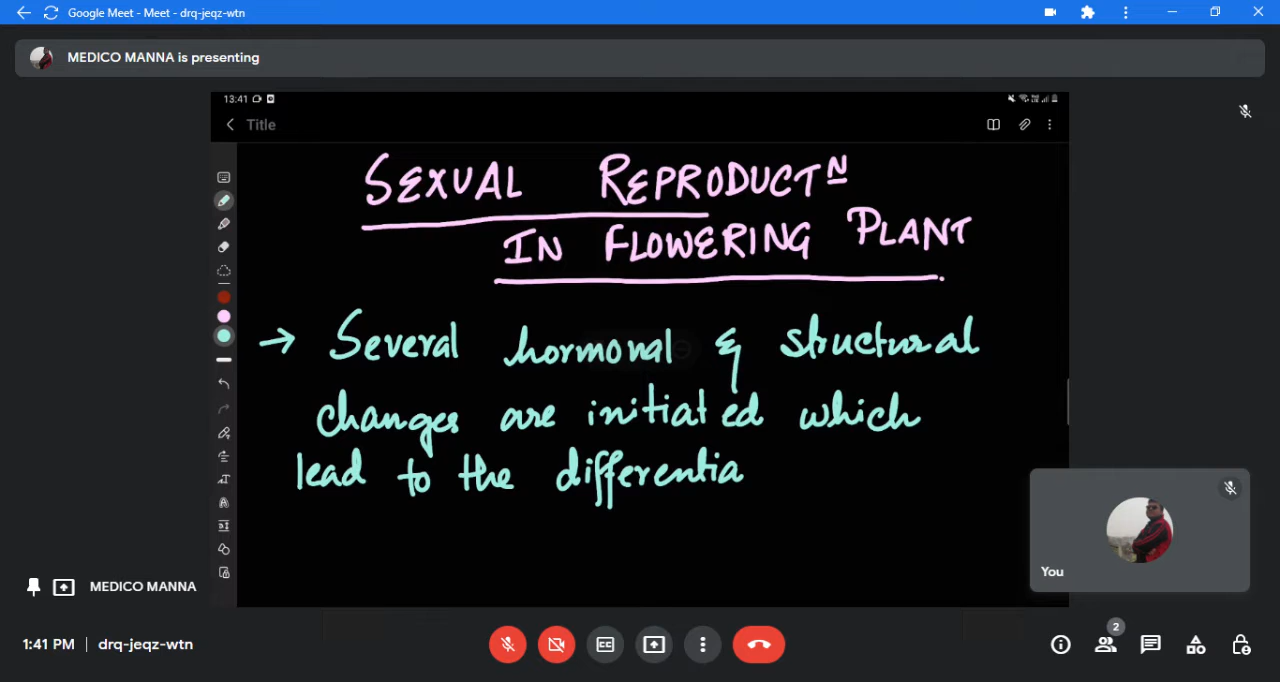 Google Meet - Meet - drq-jeqz-wtn
MEDICO MANNA is presenting
13:41
Title
SEXUAL REPRODUCTN
IN FLOWERING PLANT
→ Several hormonal & structural
changes are initiated which
lead to the differentia
You
MEDICO MANNA
1:41 PM | drq-jeqz-wtn
CC
2